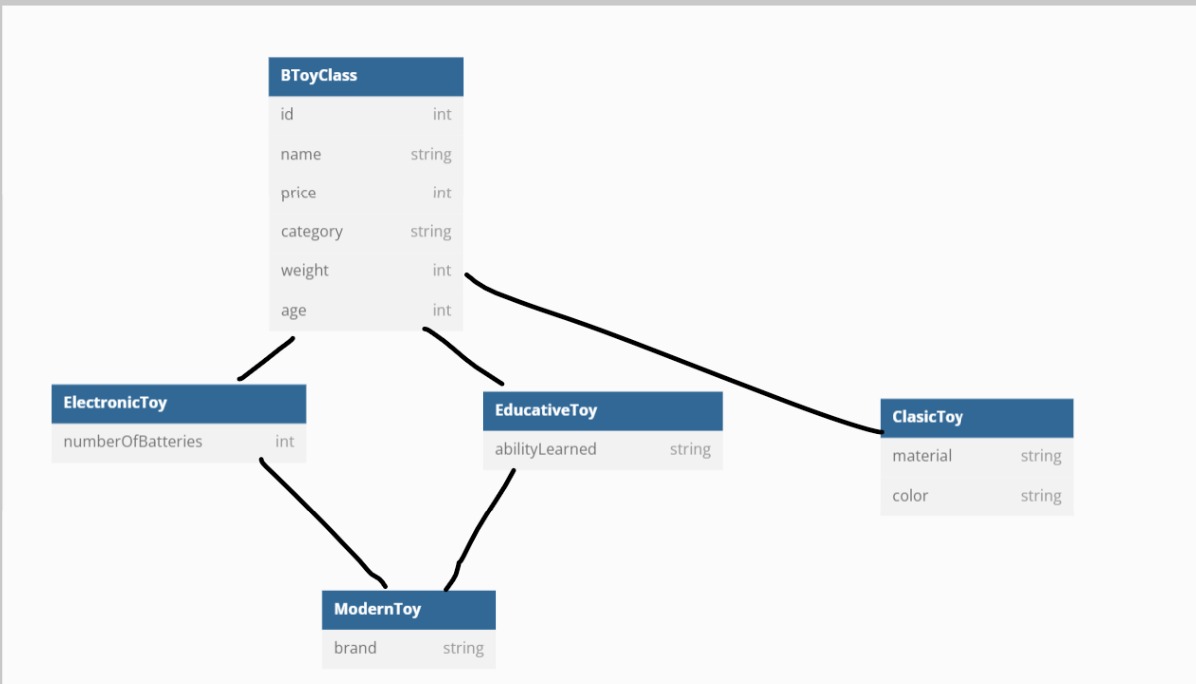 BToyClass
id int
name string
price int
category string
weight int
age int
ElectronicToy
numberOfBatteries int
EducativeToy
abilityLearned string
ClasicToy
material string
color string
ModernToy
brand string